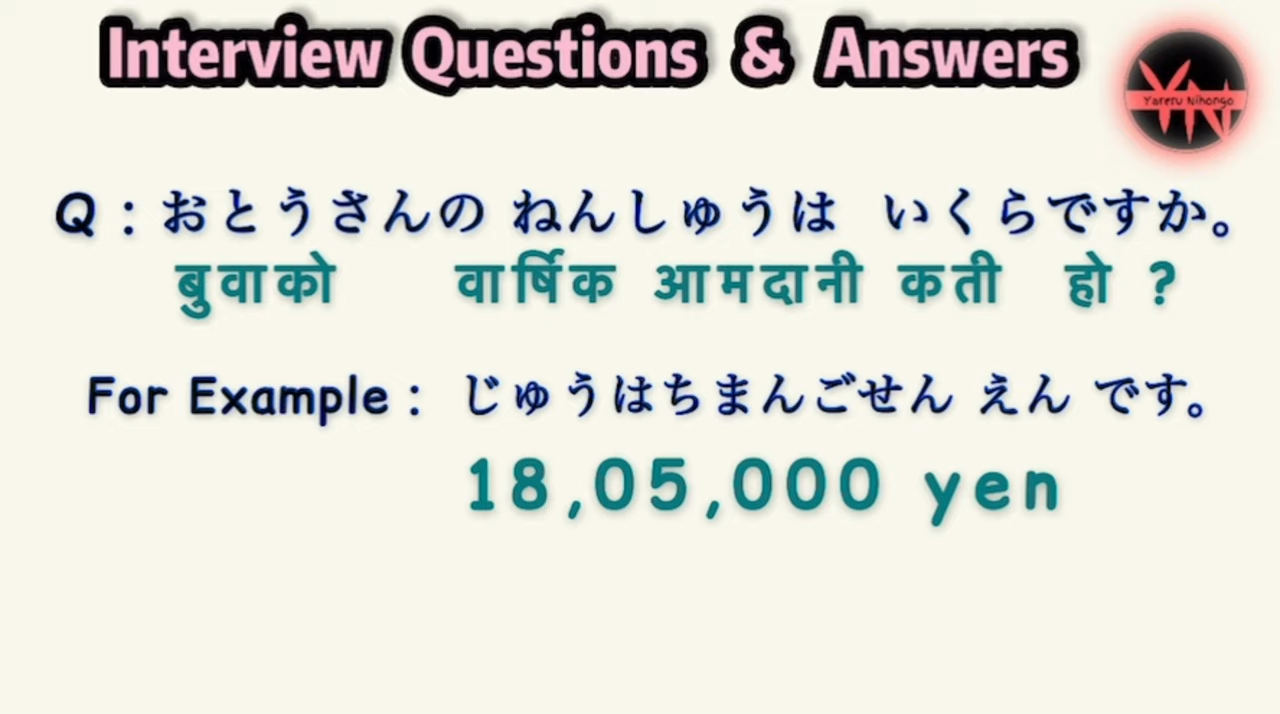 Interview Questions & Answers
Yareru Nihongo
Q : おとうさんの ねんしゅうは いくらですか。
बुवाको वार्षिक आमदानी कती हो ?
For Example : じゅうはちまんごせん えん です。
18,05,000 yen